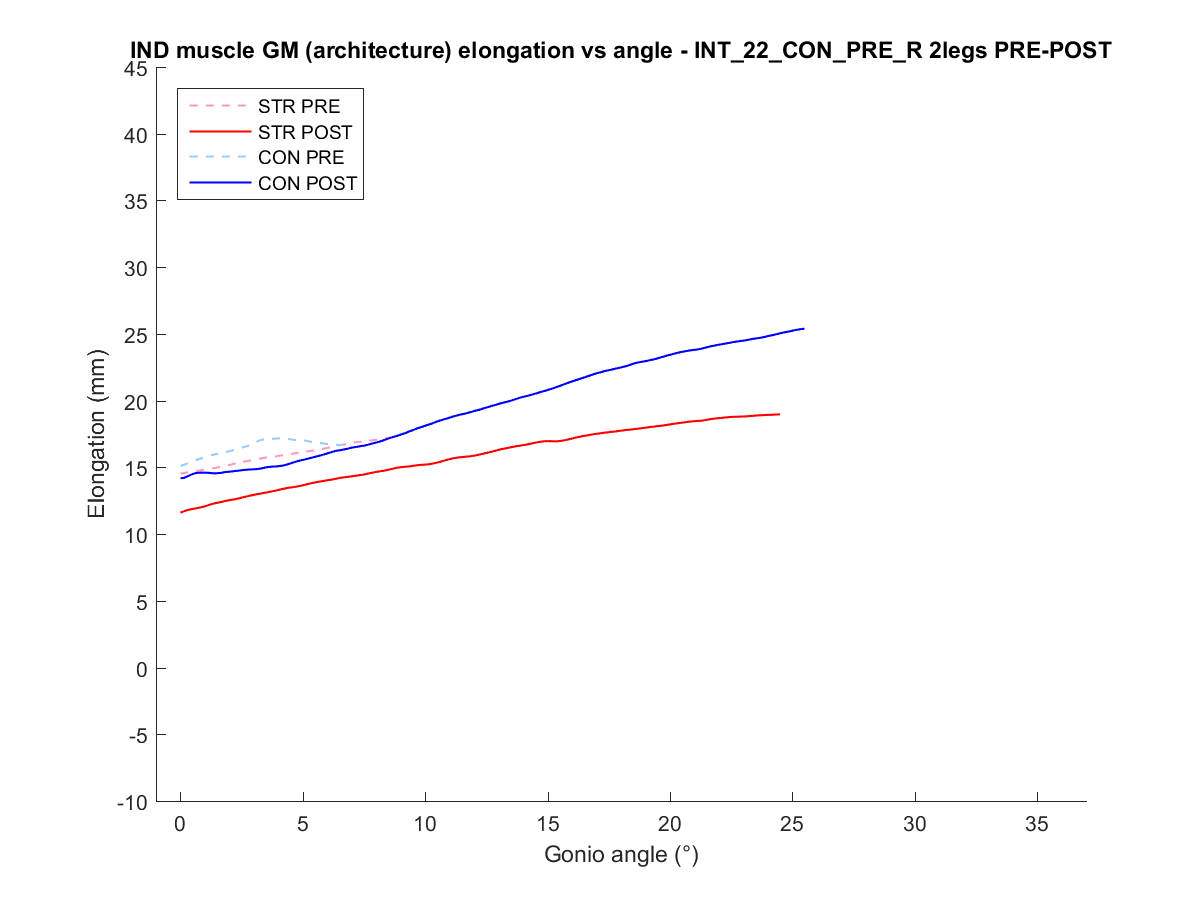 IND muscle GM (architecture) elongation vs angle - INT_22_CON_PRE_R 2legs PRE-POST
45
40
35
30
25
20
15
10
5
0
-5
-10
Elongation (mm)
STR PRE
STR POST
CON PRE
CON POST
0 5 10 15 20 25 30 35
Gonio angle (°)